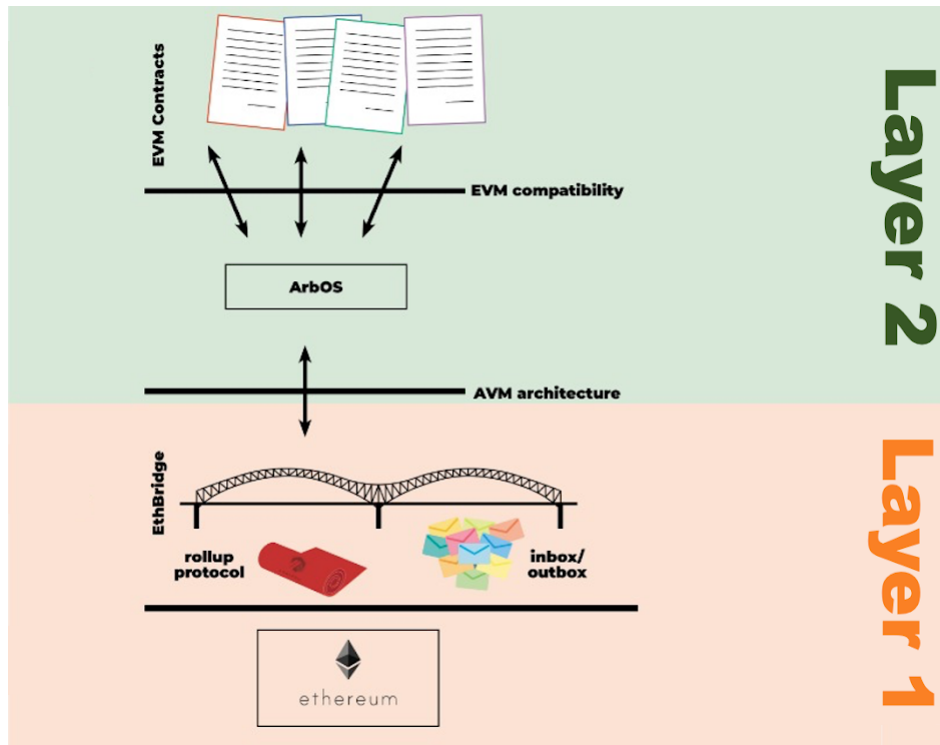 EVM Contracts
EVM compatibility
ArbOS
AVM architecture
Layer 2
EthBridge
rollup
protocol
inbox/
outbox
ethereum
Layer 1